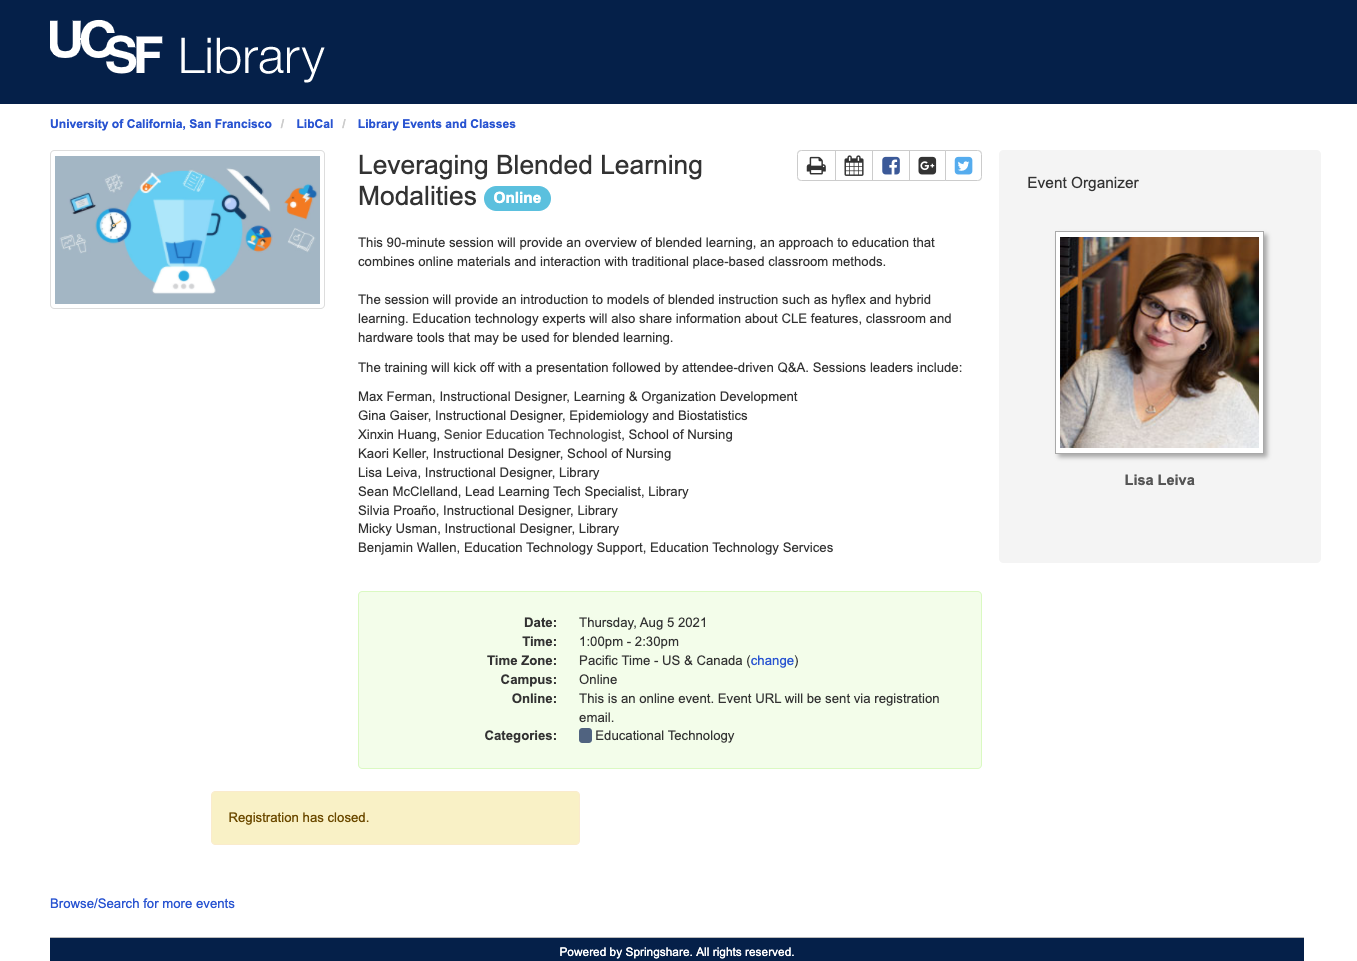 UCSF Library
University of California, San Francisco / LibCal / Library Events and Classes
Leveraging Blended Learning
Modalities Online
This 90-minute session will provide an overview of blended learning, an approach to education that
combines online materials and interaction with traditional place-based classroom methods.
The session will provide an introduction to models of blended instruction such as hyflex and hybrid
learning. Education technology experts will also share information about CLE features, classroom and
hardware tools that may be used for blended learning.
The training will kick off with a presentation followed by attendee-driven Q&A. Sessions leaders include:
Max Ferman, Instructional Designer, Learning & Organization Development
Gina Gaiser, Instructional Designer, Epidemiology and Biostatistics
Xinxin Huang, Senior Education Technologist, School of Nursing
Kaori Keller, Instructional Designer, School of Nursing
Lisa Leiva, Instructional Designer, Library
Sean McClelland, Lead Learning Tech Specialist, Library
Silvia Proaño, Instructional Designer, Library
Micky Usman, Instructional Designer, Library
Benjamin Wallen, Education Technology Support, Education Technology Services
Event Organizer
Lisa Leiva
Date: Thursday, Aug 5 2021
Time: 1:00pm - 2:30pm
Time Zone: Pacific Time - US & Canada (change)
Campus: Online
Online: This is an online event. Event URL will be sent via registration
email.
Categories: Educational Technology
Registration has closed.
Browse/Search for more events
Powered by Springshare. All rights reserved.